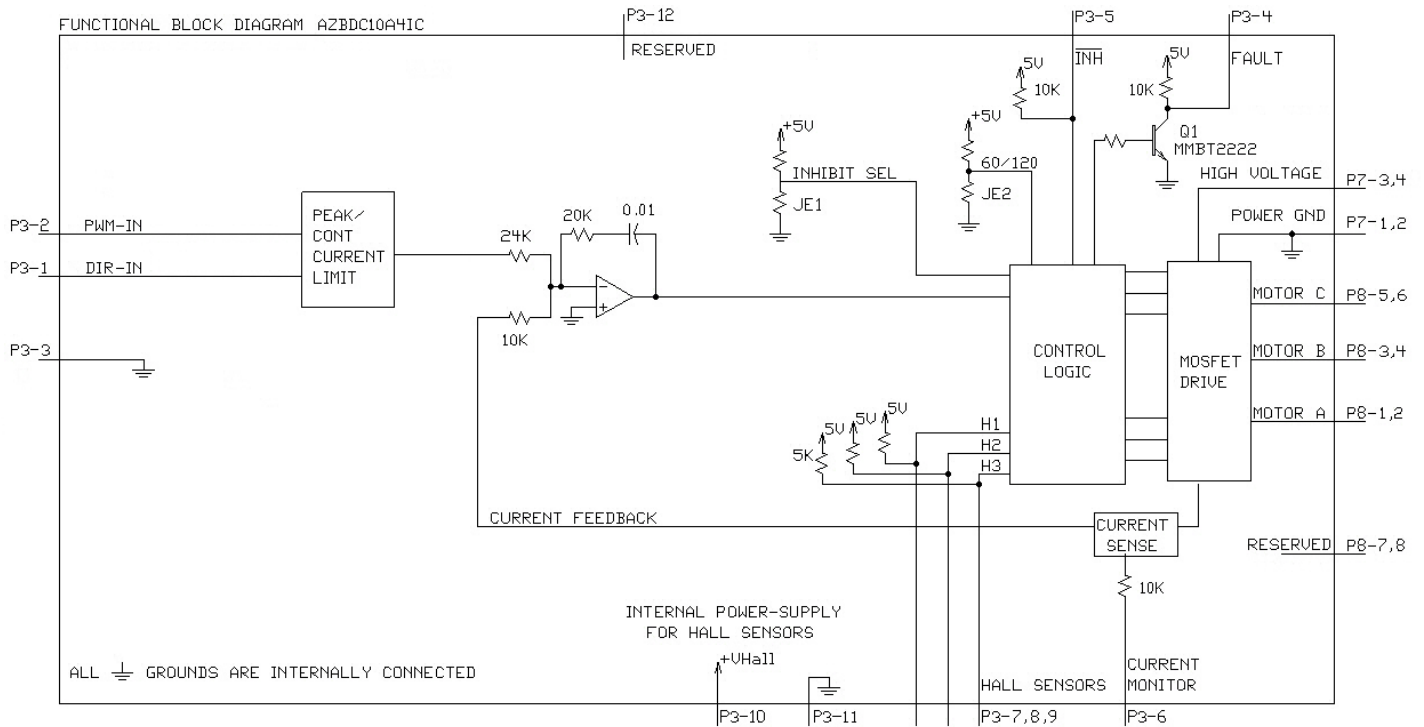 FUNCTIONAL BLOCK DIAGRAM AZBDC10A4IC
P3-12
RESERVED
P3-5
INH
P3-4
FAULT
5V
10K
5V
10K
Q1
MMBT2222
+5V
INHIBIT SEL
JE1
+5V
60/120
JE2
HIGH VOLTAGE
P7-3,4
POWER GND
P7-1,2
P3-2
PWM-IN
P3-1
DIR-IN
PEAK/
CONT
CURRENT
LIMIT
24K
20K
0.01
-
+
10K
P3-3
CONTROL
LOGIC
MOSFET
DRIVE
MOTOR C
P8-5,6
MOTOR B
P8-3,4
MOTOR A
P8-1,2
5V
5V
5V
5K
H1
H2
H3
CURRENT FEEDBACK
CURRENT
SENSE
RESERVED
P8-7,8
10K
INTERNAL POWER-SUPPLY
FOR HALL SENSORS
+VHall
ALL GROUNDS ARE INTERNALLY CONNECTED
HALL SENSORS
CURRENT
MONITOR
P3-10
P3-11
P3-7,8,9
P3-6